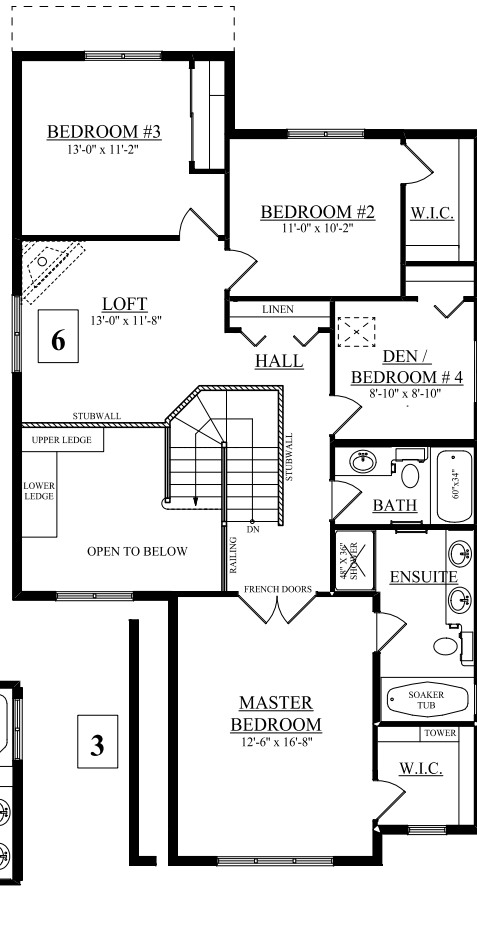 BEDROOM #3
13'-0" x 11'-2"
BEDROOM #2
11'-0" x 10'-2"
W.I.C.
LOFT
13'-0" x 11'-8"
6
LINEN
HALL
DEN /
BEDROOM # 4
8'-10" x 8'-10"
STUBWALL
UPPER LEDGE
LOWER
LEDGE
STUBWALL
OPEN TO BELOW
DN
RAILING
BATH
60"x34"
48" X 36"
SHOWER
ENSUITE
FRENCH DOORS
SOAKER
TUB
MASTER
BEDROOM
12'-6" x 16'-8"
TOWER
W.I.C.
3